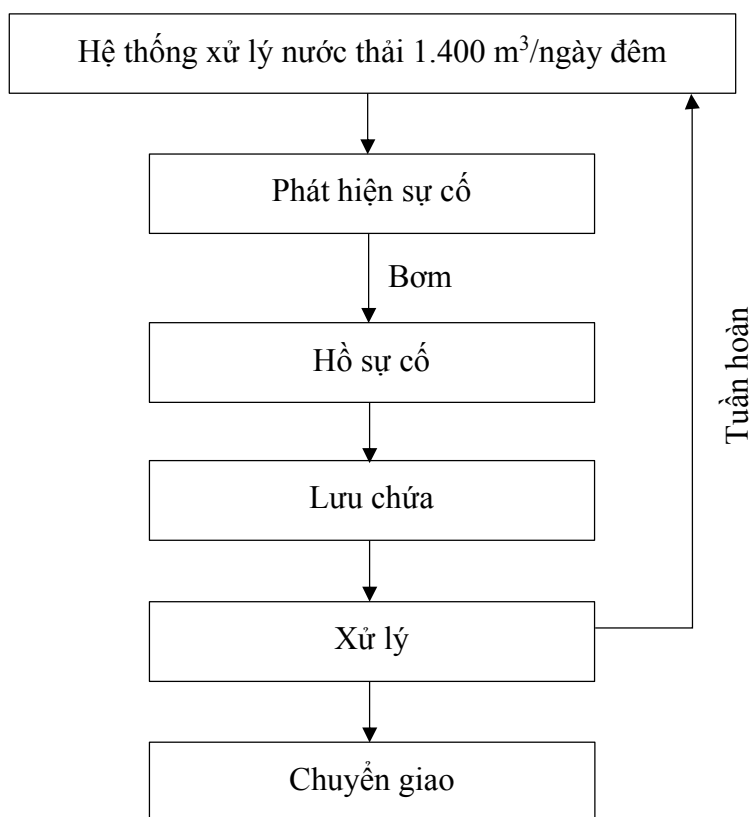 Hệ thống xử lý nước thải 1.400 m³/ngày đêm
Phát hiện sự cố
Bơm
Hồ sự cố
Lưu chứa
Xử lý
Tuần hoàn
Chuyển giao